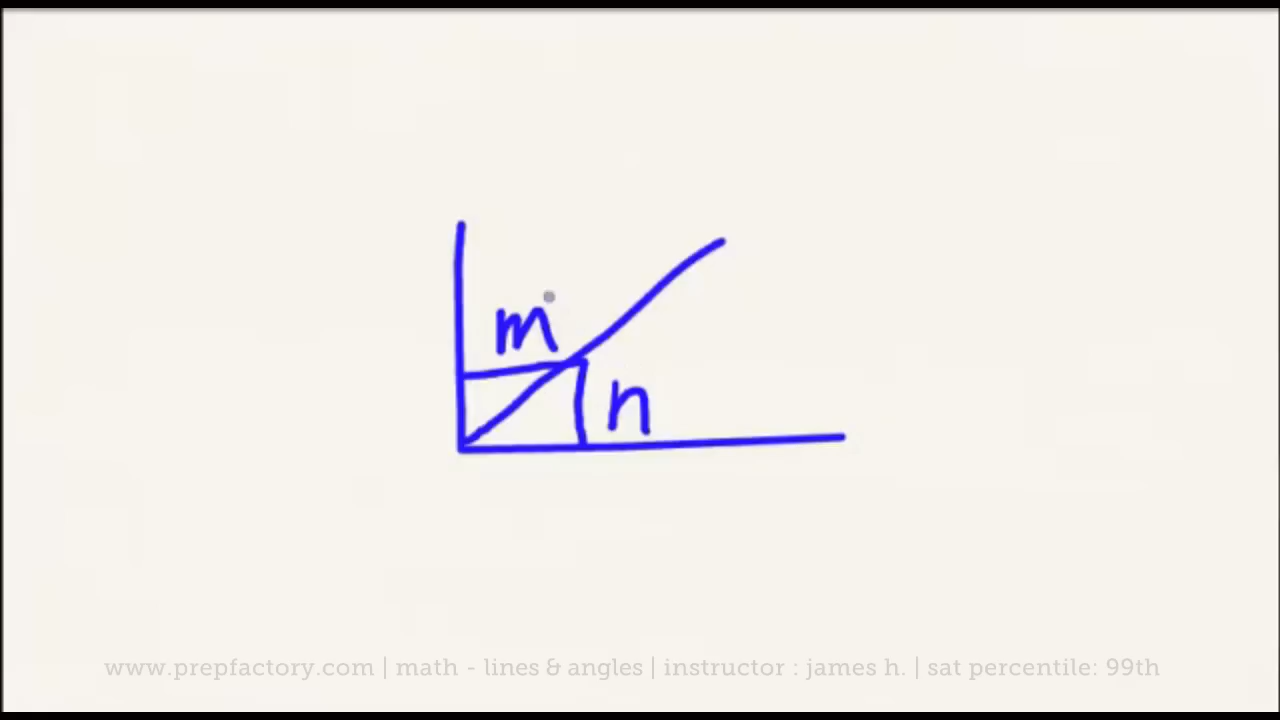 m
n
www.prepfactory.com | math - lines & angles | instructor : james h. | sat percentile: 99th